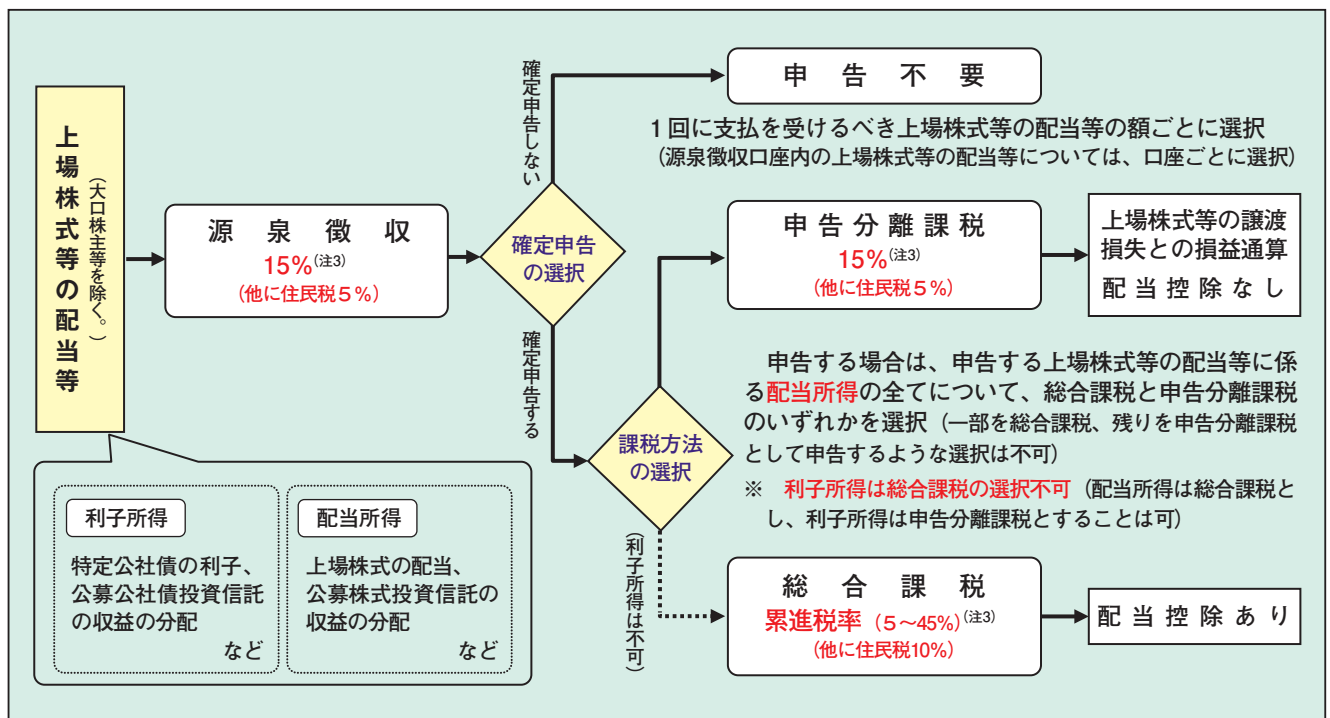 上場株式等の配当等
（大口株主等を除く。）
源泉徴収
15%(注3)
(他に住民税5%)
確定申告
の選択
確定申告しない
申告不要
1回に支払を受けるべき上場株式等の配当等の額ごとに選択
(源泉徴収口座内の上場株式等の配当等については、口座ごとに選択)
確定申告する
課税方法
の選択
申告分離課税
15%(注3)
(他に住民税5%)
上場株式等の譲渡
損失との損益通算
配当控除なし
申告する場合は、申告する上場株式等の配当等に係
る配当所得の全てについて、総合課税と申告分離課税
のいずれかを選択（一部を総合課税、残りを申告分離課税
として申告するような選択は不可）
※　利子所得は総合課税の選択不可（配当所得は総合課税と
し、利子所得は申告分離課税とすることは可）
（利子所得は不可）
総合課税
累進税率（5～45%）(注3)
(他に住民税10%)
配当控除あり
利子所得
特定公社債の利子、
公募公社債投資信託
の収益の分配
など
配当所得
上場株式の配当、
公募株式投資信託の
収益の分配
など